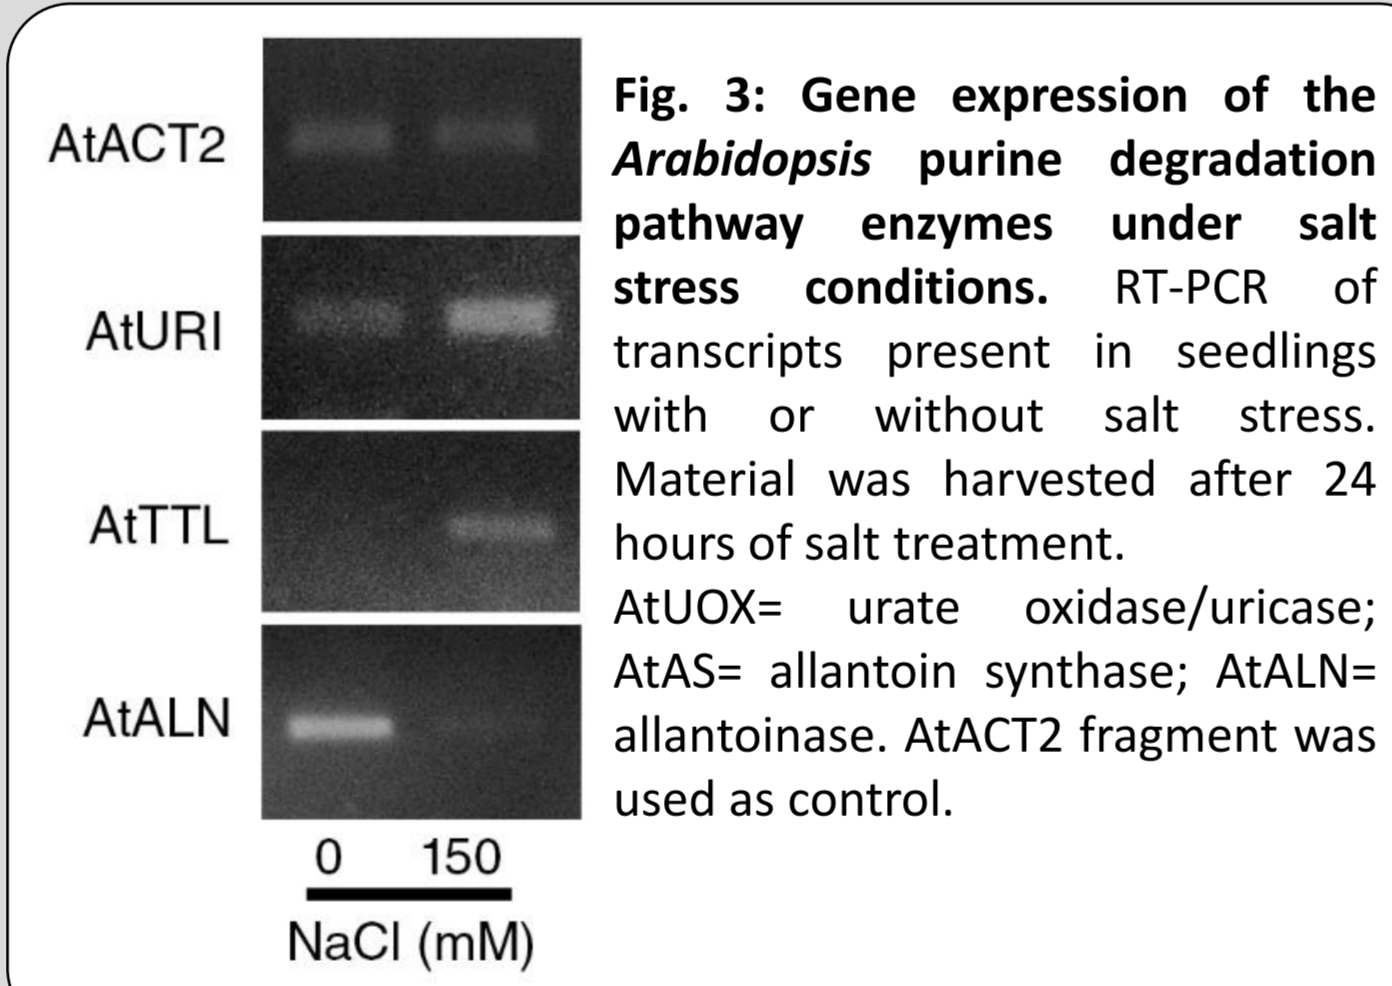 AtACT2
AtURI
AtTTL
AtALN
0 150
NaCl (mM)
Fig. 3: Gene expression of the
Arabidopsis purine degradation
pathway enzymes under salt
stress conditions. RT-PCR of
transcripts present in seedlings
with or without salt stress.
Material was harvested after 24
hours of salt treatment.
AtUOX= urate oxidase/uricase;
AtAS= allantoin synthase; AtALN=
allantoinase. AtACT2 fragment was
used as control.